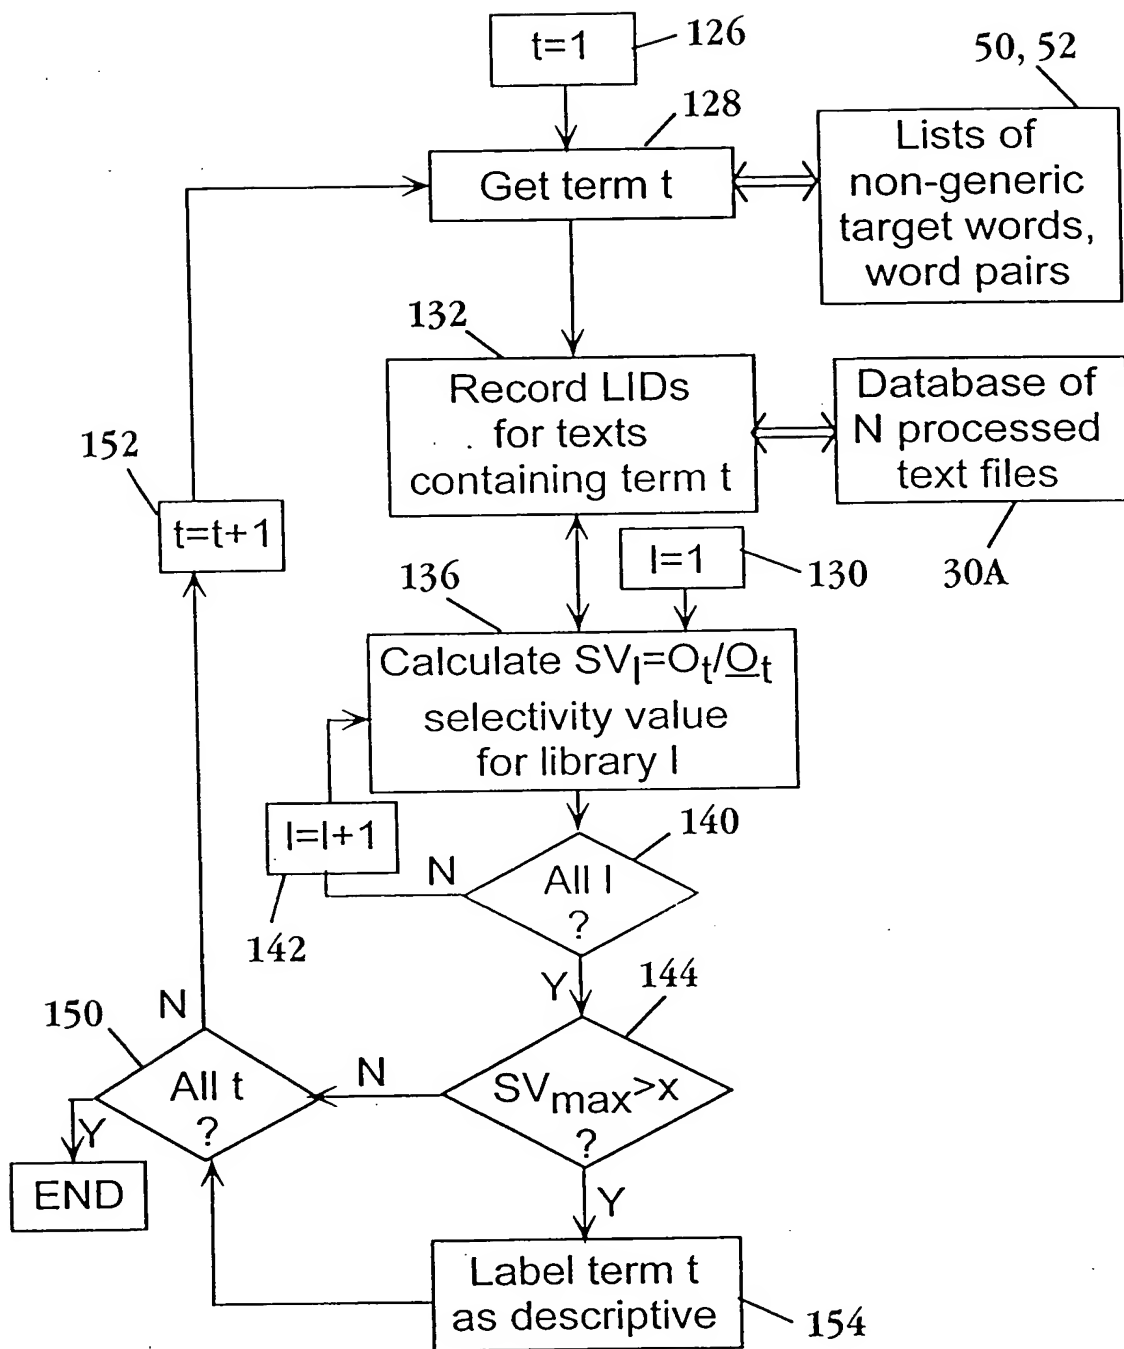 t=1
126
50, 52
128
Get term t
Lists of
non-generic
target words,
word pairs
132
Record LIDs
for texts
containing term t
Database of
N processed
text files
30A
152
t=t+1
l=1
130
136
Calculate SVl=Ot/O̲t
selectivity value
for library l
l=l+1
142
140
All l
?
N
Y
144
SVmax>x
?
N
150
N
All t
?
Y
END
Y
Label term t
as descriptive
154